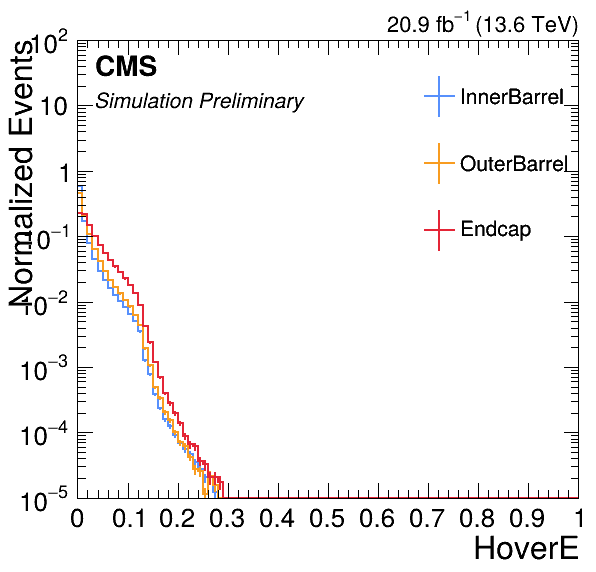 20.9 fb⁻¹ (13.6 TeV)
CMS
Simulation Preliminary
InnerBarrel
OuterBarrel
Endcap
Normalized Events
10²
10
1
10⁻¹
10⁻²
10⁻³
10⁻⁴
10⁻⁵
0 0.1 0.2 0.3 0.4 0.5 0.6 0.7 0.8 0.9 1
HoverE